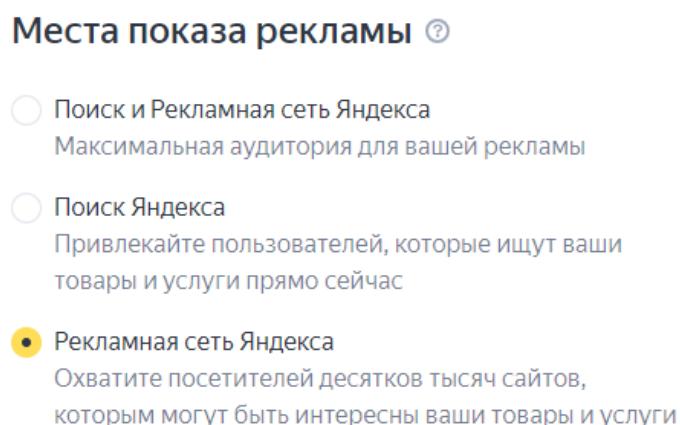 Места показа рекламы ?
Поиск и Рекламная сеть Яндекса
Максимальная аудитория для вашей рекламы
Поиск Яндекса
Привлекайте пользователей, которые ищут ваши
товары и услуги прямо сейчас
Рекламная сеть Яндекса
Охватите посетителей десятков тысяч сайтов,
которым могут быть интересны ваши товары и услуги